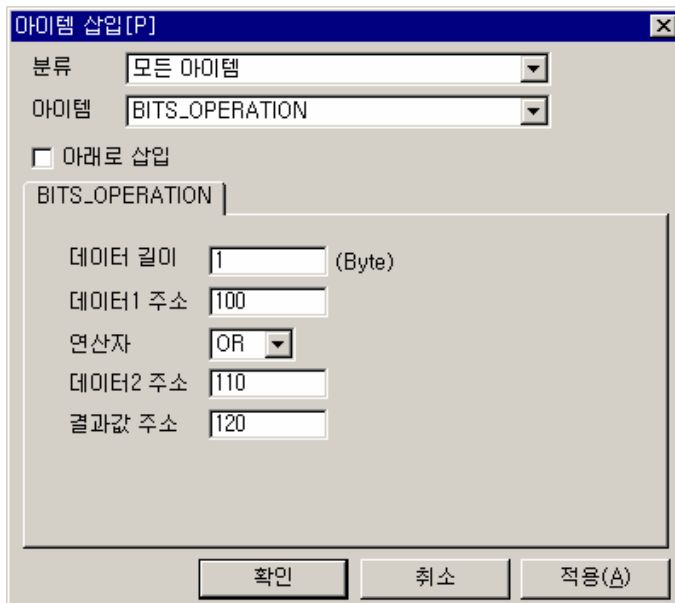 아이템 삽입[P]
분류 모든 아이템
아이템 BITS_OPERATION
아래로 삽입
BITS_OPERATION
데이터 길이 1 (Byte)
데이터1 주소 100
연산자 OR
데이터2 주소 110
결과값 주소 120
확인 취소 적용(A)